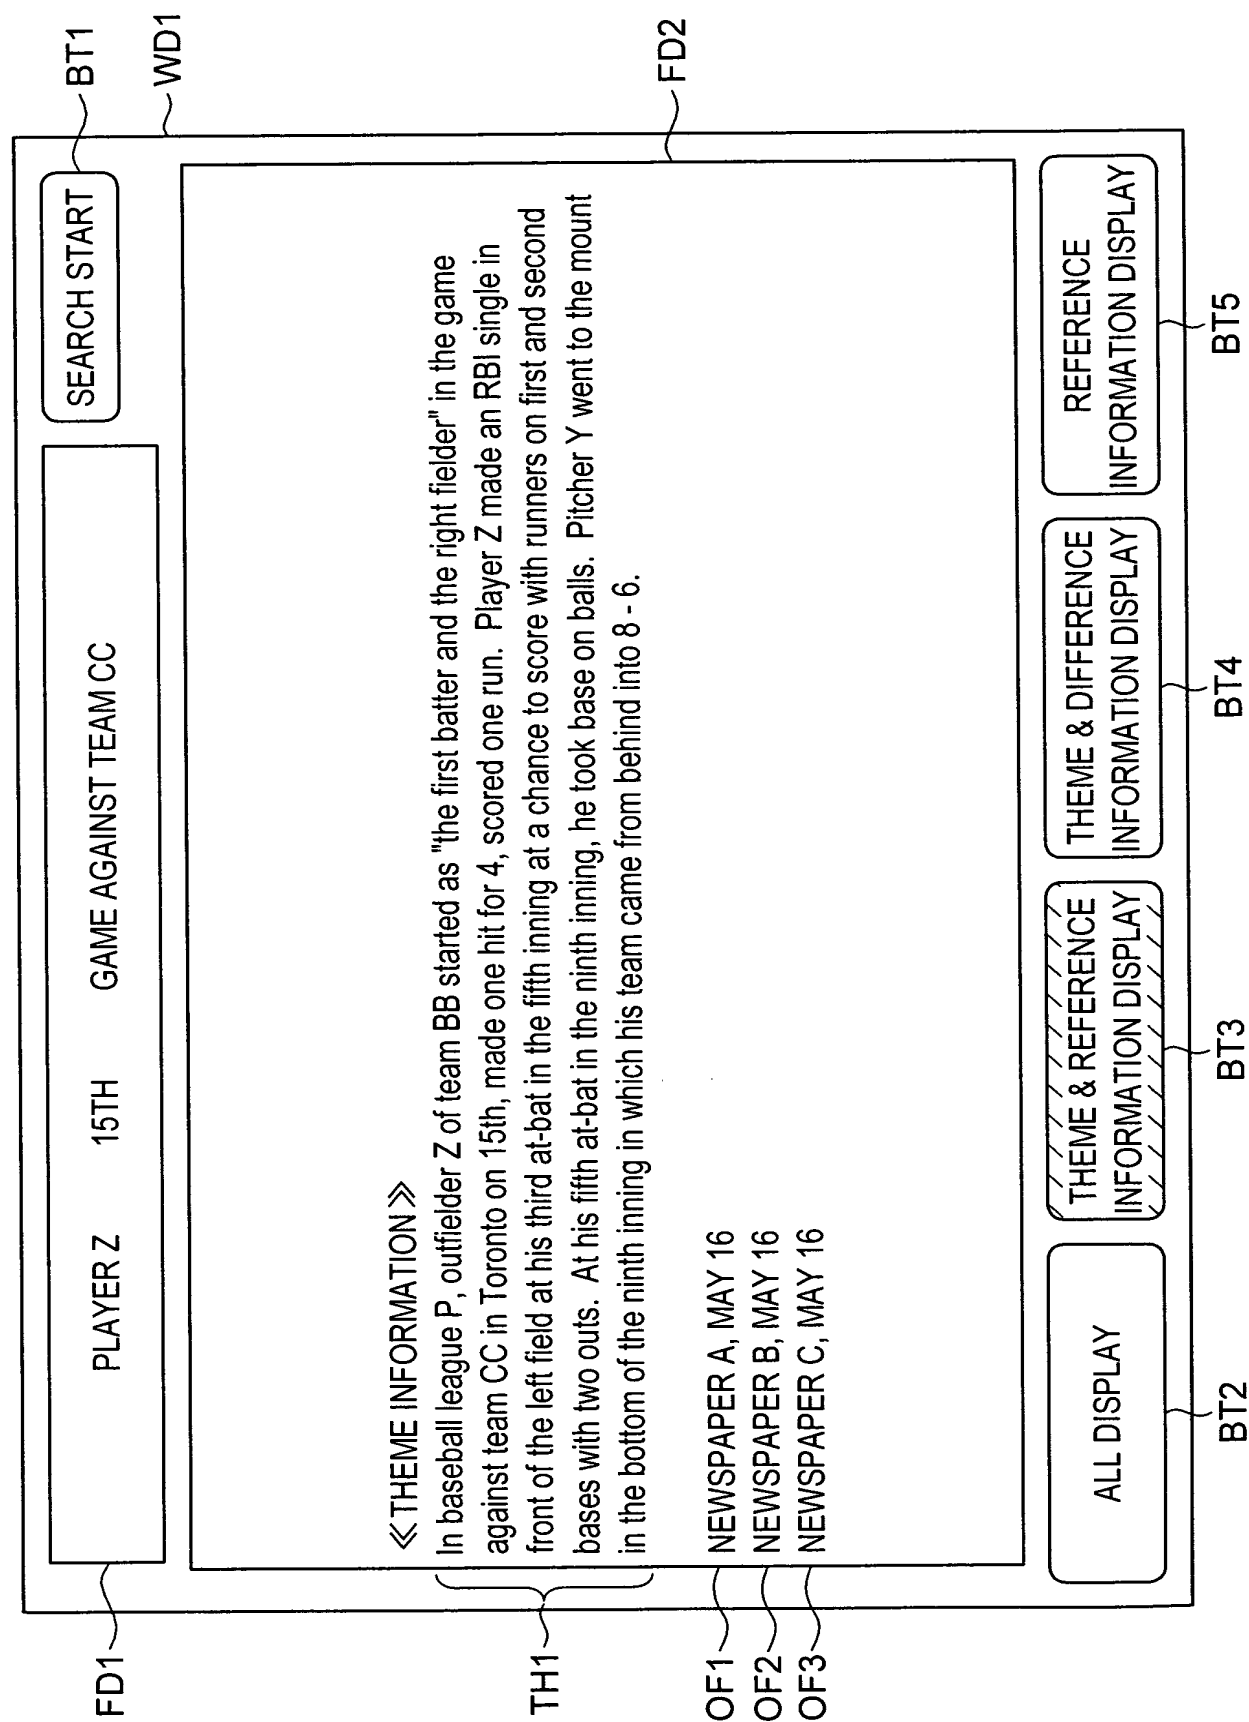 BT1
WD1
FD1
PLAYER Z 15TH GAME AGAINST TEAM CC
SEARCH START
FD2
《THEME INFORMATION》
TH1
In baseball league P, outfielder Z of team BB started as "the first batter and the right fielder" in the game
against team CC in Toronto on 15th, made one hit for 4, scored one run. Player Z made an RBI single in
front of the left field at his third at-bat in the fifth inning at a chance to score with runners on first and second
bases with two outs. At his fifth at-bat in the ninth inning, he took base on balls. Pitcher Y went to the mount
in the bottom of the ninth inning in which his team came from behind into 8 - 6.
OF1 NEWSPAPER A, MAY 16
OF2 NEWSPAPER B, MAY 16
OF3 NEWSPAPER C, MAY 16
ALL DISPLAY
THEME & REFERENCE
INFORMATION DISPLAY
THEME & DIFFERENCE
INFORMATION DISPLAY
REFERENCE
INFORMATION DISPLAY
BT2
BT3
BT4
BT5